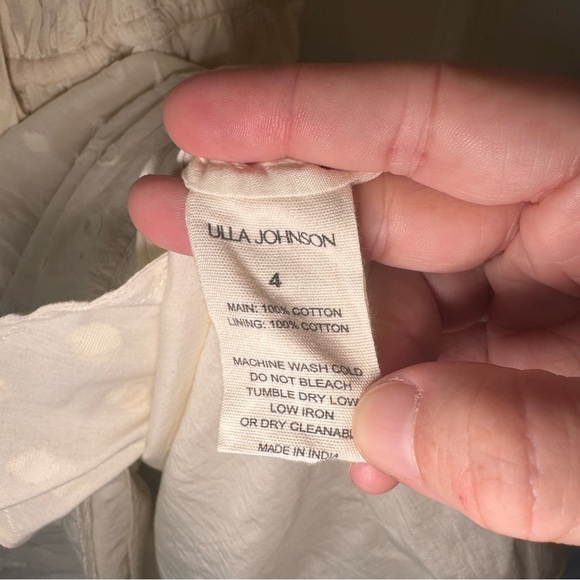 ULLA JOHNSON
4
MAIN: 100% COTTON
LINING: 100% COTTON
MACHINE WASH COLD
DO NOT BLEACH
TUMBLE DRY LOW
LOW IRON
OR DRY CLEANABL
MADE IN INDIA